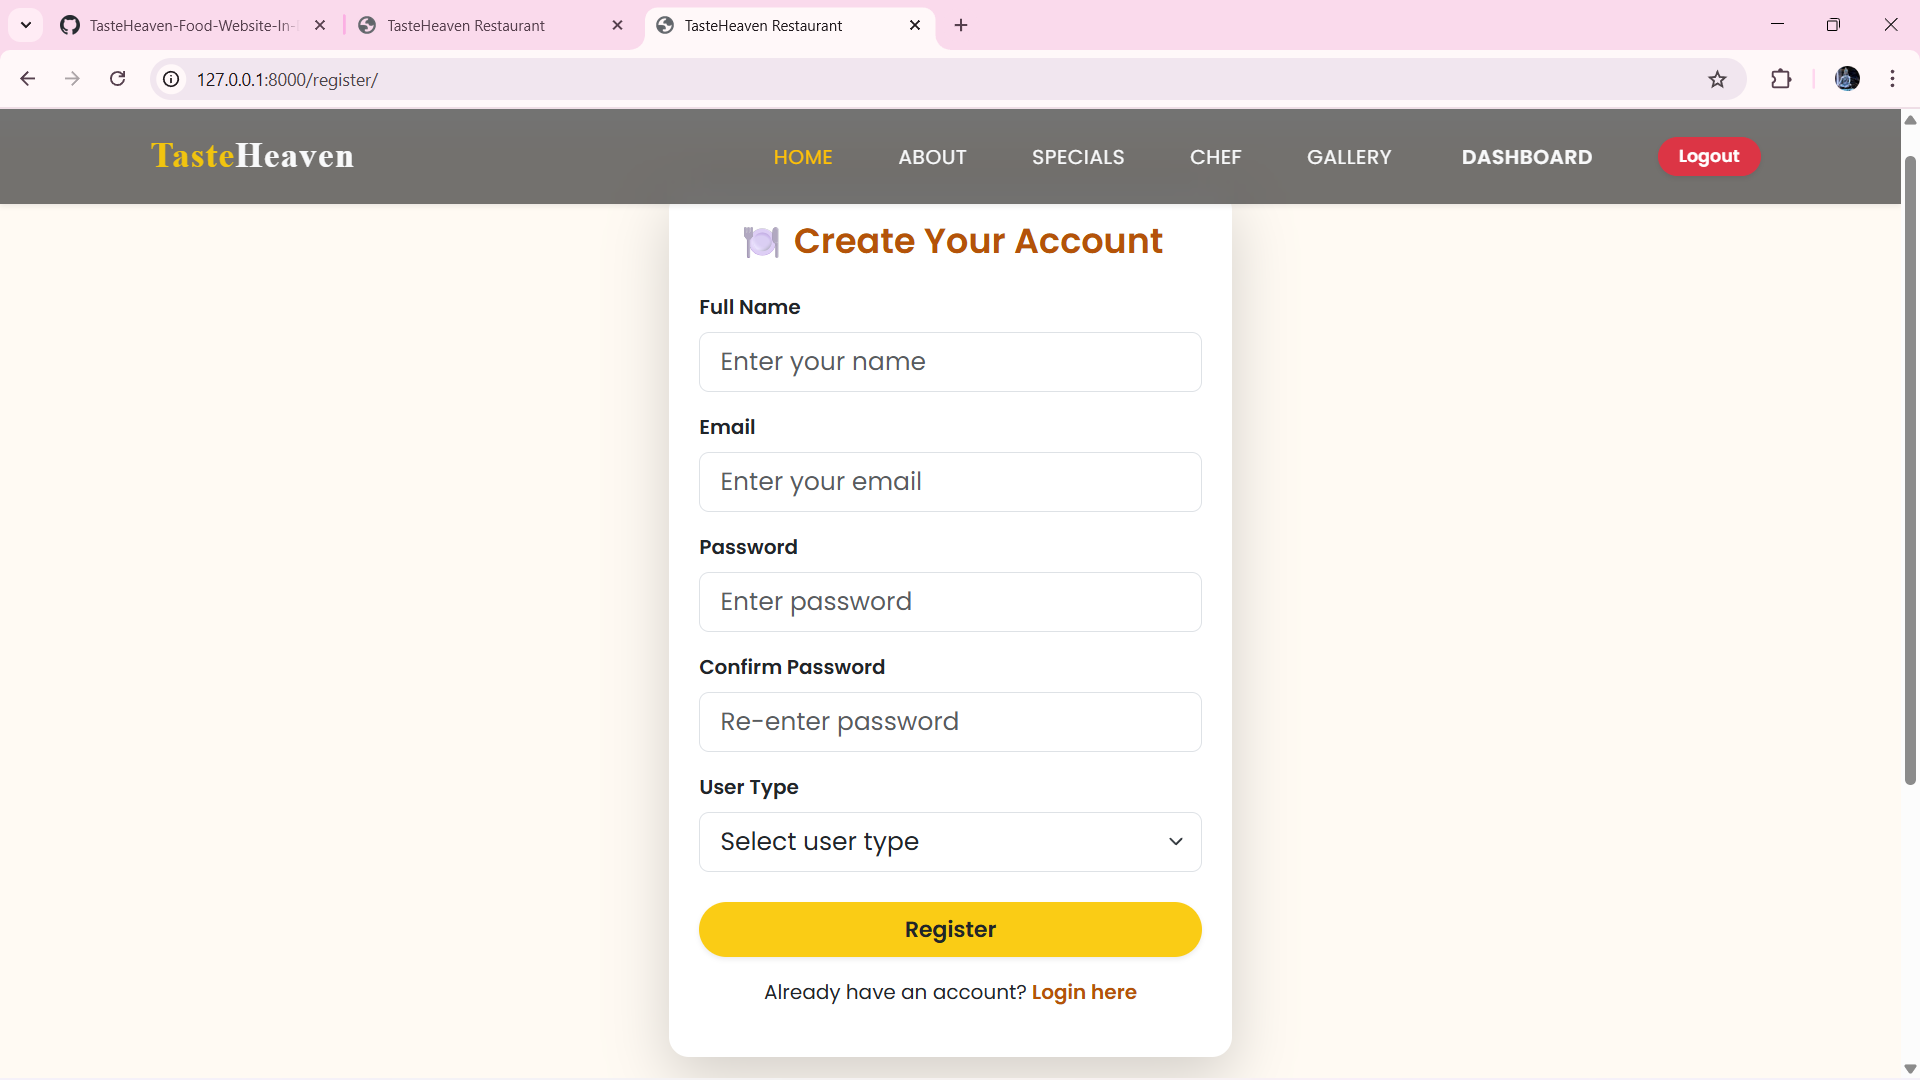 TasteHeaven-Food-Website-In-
TasteHeaven Restaurant
TasteHeaven Restaurant
127.0.0.1:8000/register/
TasteHeaven
HOME
ABOUT
SPECIALS
CHEF
GALLERY
DASHBOARD
Logout
Create Your Account
Full Name
Enter your name
Email
Enter your email
Password
Enter password
Confirm Password
Re-enter password
User Type
Select user type
Register
Already have an account? Login here